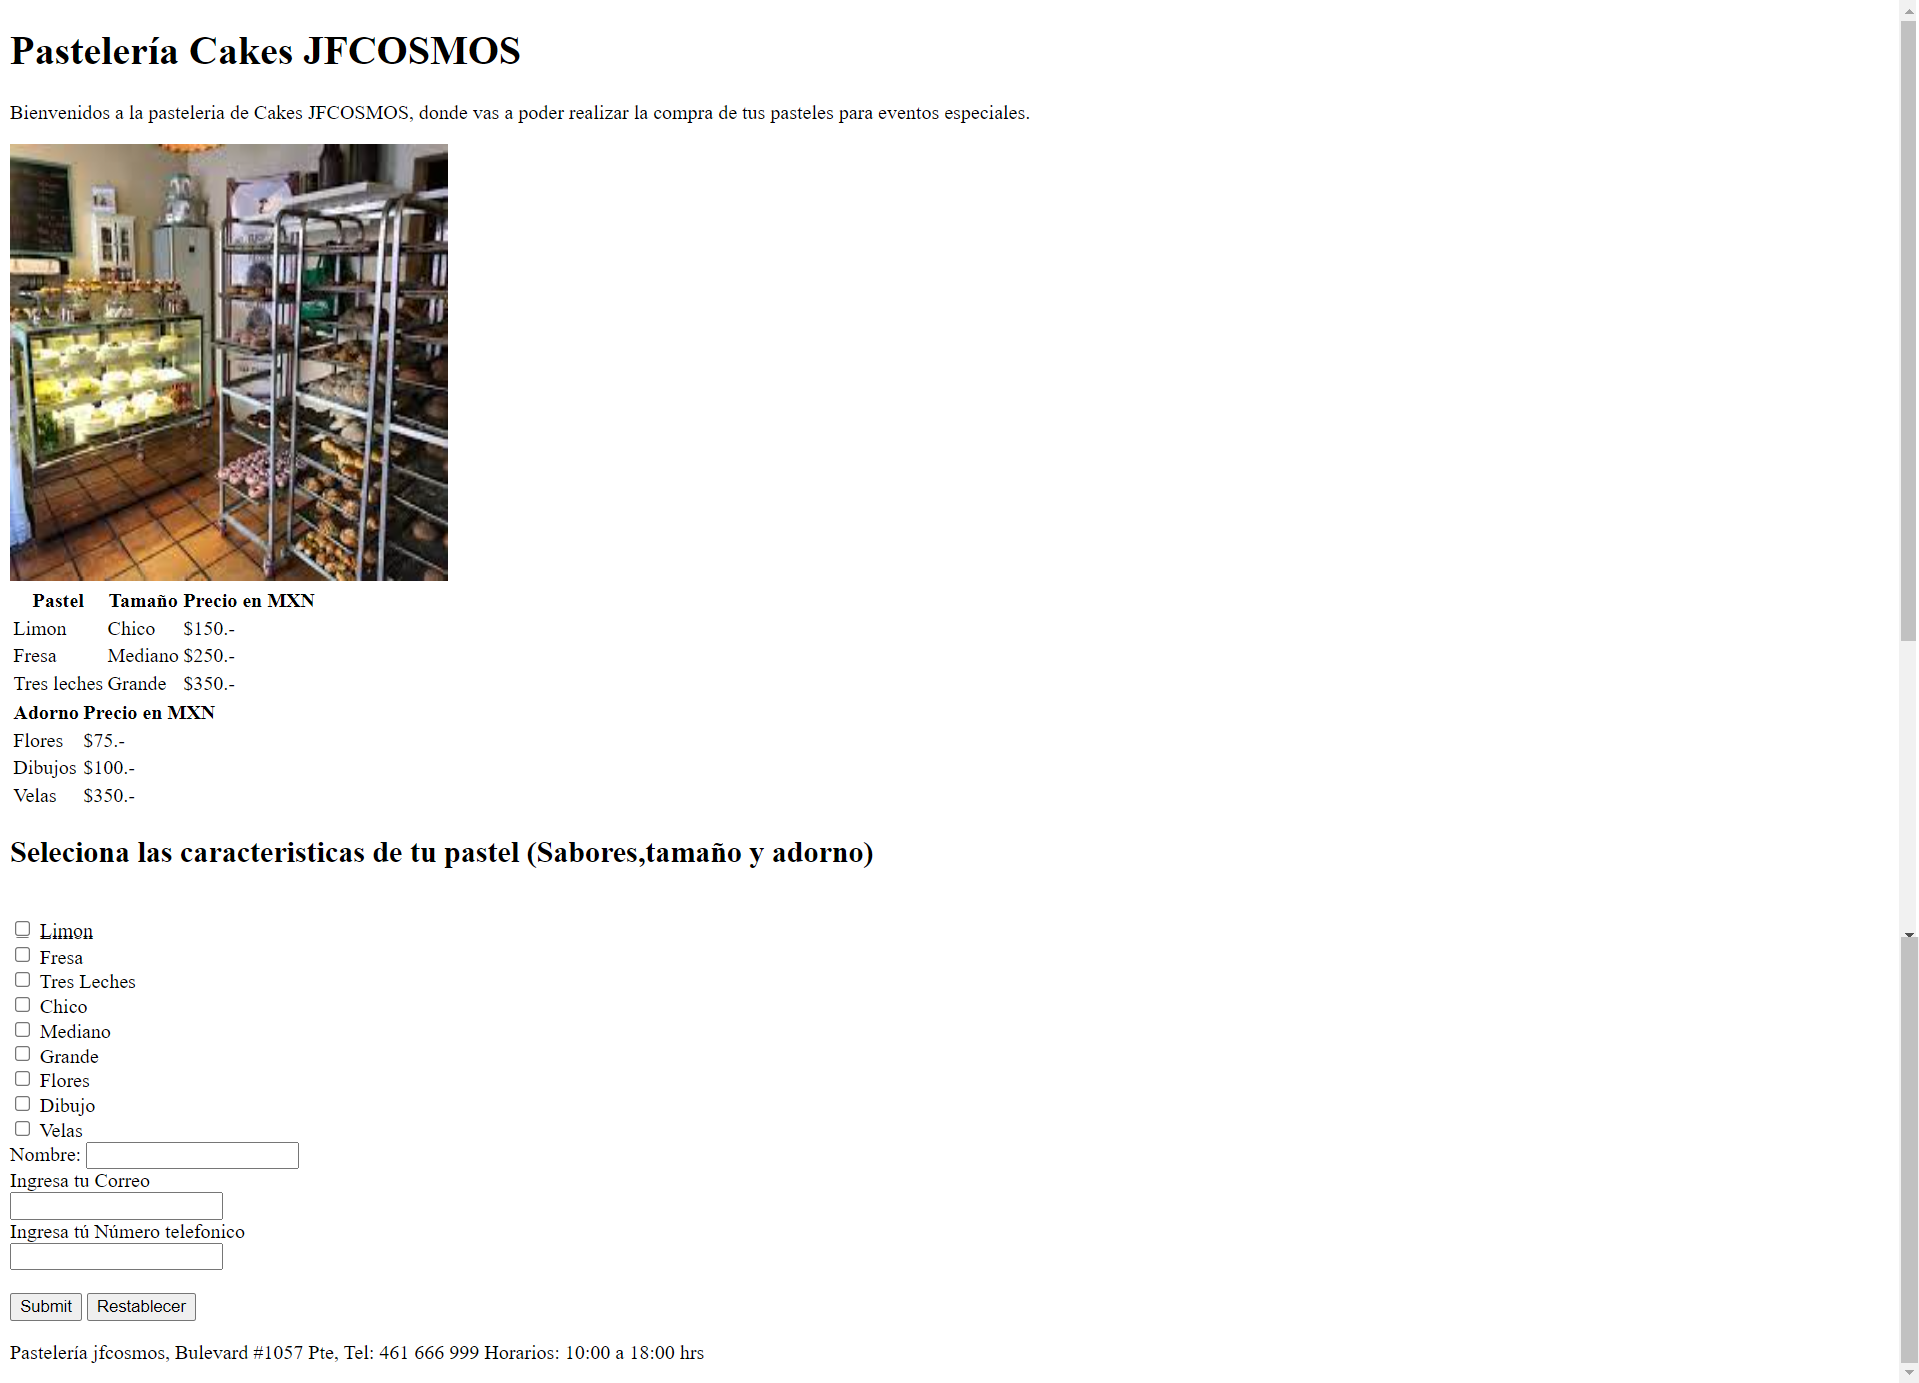 Pastelería Cakes JFCOSMOS
Bienvenidos a la pasteleria de Cakes JFCOSMOS, donde vas a poder realizar la compra de tus pasteles para eventos especiales.
Pastel Tamaño Precio en MXN
Limon Chico $150.-
Fresa Mediano $250.-
Tres leches Grande $350.-
Adorno Precio en MXN
Flores $75.-
Dibujos $100.-
Velas $350.-
Seleciona las caracteristicas de tu pastel (Sabores,tamaño y adorno)
Limon
Fresa
Tres Leches
Chico
Mediano
Grande
Flores
Dibujo
Velas
Nombre:
Ingresa tu Correo
Ingresa tú Número telefonico
Submit Restablecer
Pastelería jfcosmos, Bulevard #1057 Pte, Tel: 461 666 999 Horarios: 10:00 a 18:00 hrs